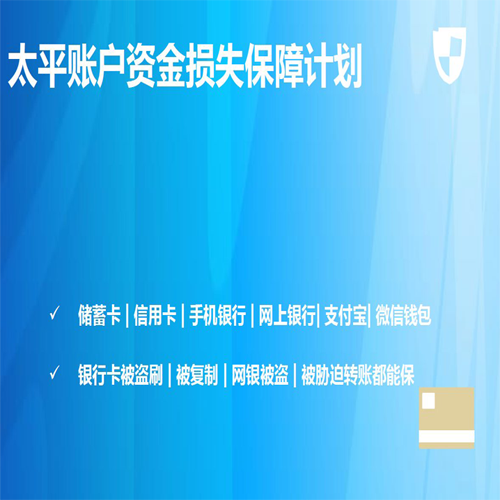 太平账户资金损失保障计划
✓ 储蓄卡 | 信用卡 | 手机银行 | 网上银行| 支付宝| 微信钱包
✓ 银行卡被盗刷 | 被复制 | 网银被盗 | 被胁迫转账都能保